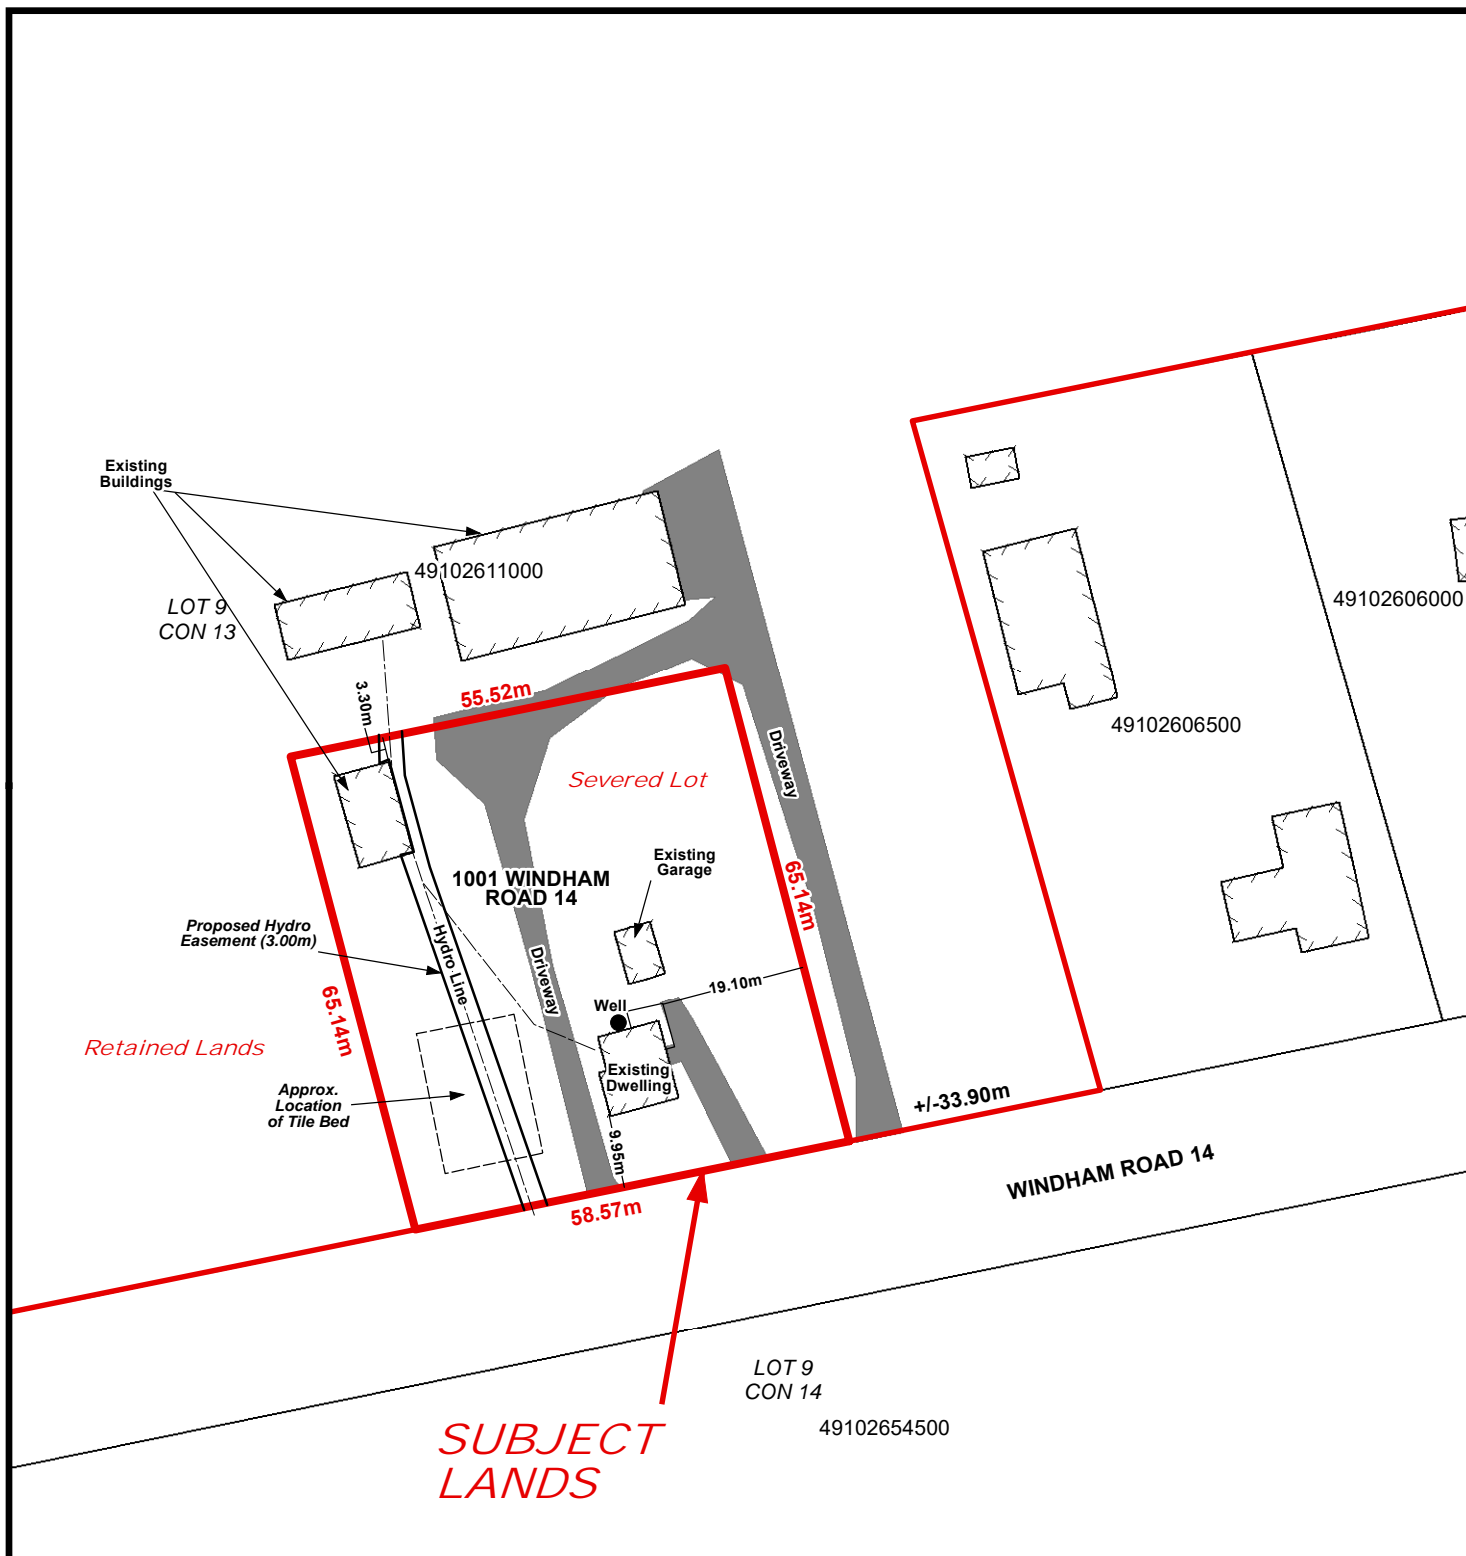 Existing
Buildings
49102611000
LOT 9
CON 13
49102606000
3.30m
55.52m
49102606500
Severed Lot
Driveway
Existing
Garage
1001 WINDHAM
ROAD 14
65.14m
Proposed Hydro
Easement (3.00m)
Hydro Line
Driveway
19.10m
Well
65.14m
Retained Lands
Existing
Dwelling
Approx.
Location
of Tile Bed
+/-33.90m
9.95m
WINDHAM ROAD 14
58.57m
LOT 9
CON 14
49102654500
SUBJECT
LANDS